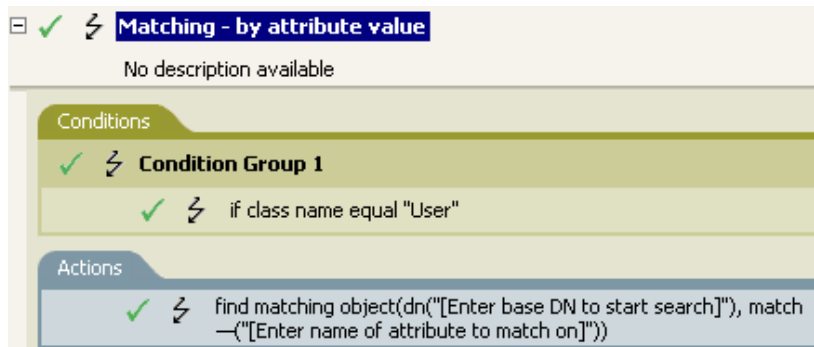 Matching - by attribute value
No description available
Conditions
Condition Group 1
if class name equal "User"
Actions
find matching object(dn("[Enter base DN to start search]"), match
—("[Enter name of attribute to match on]"))